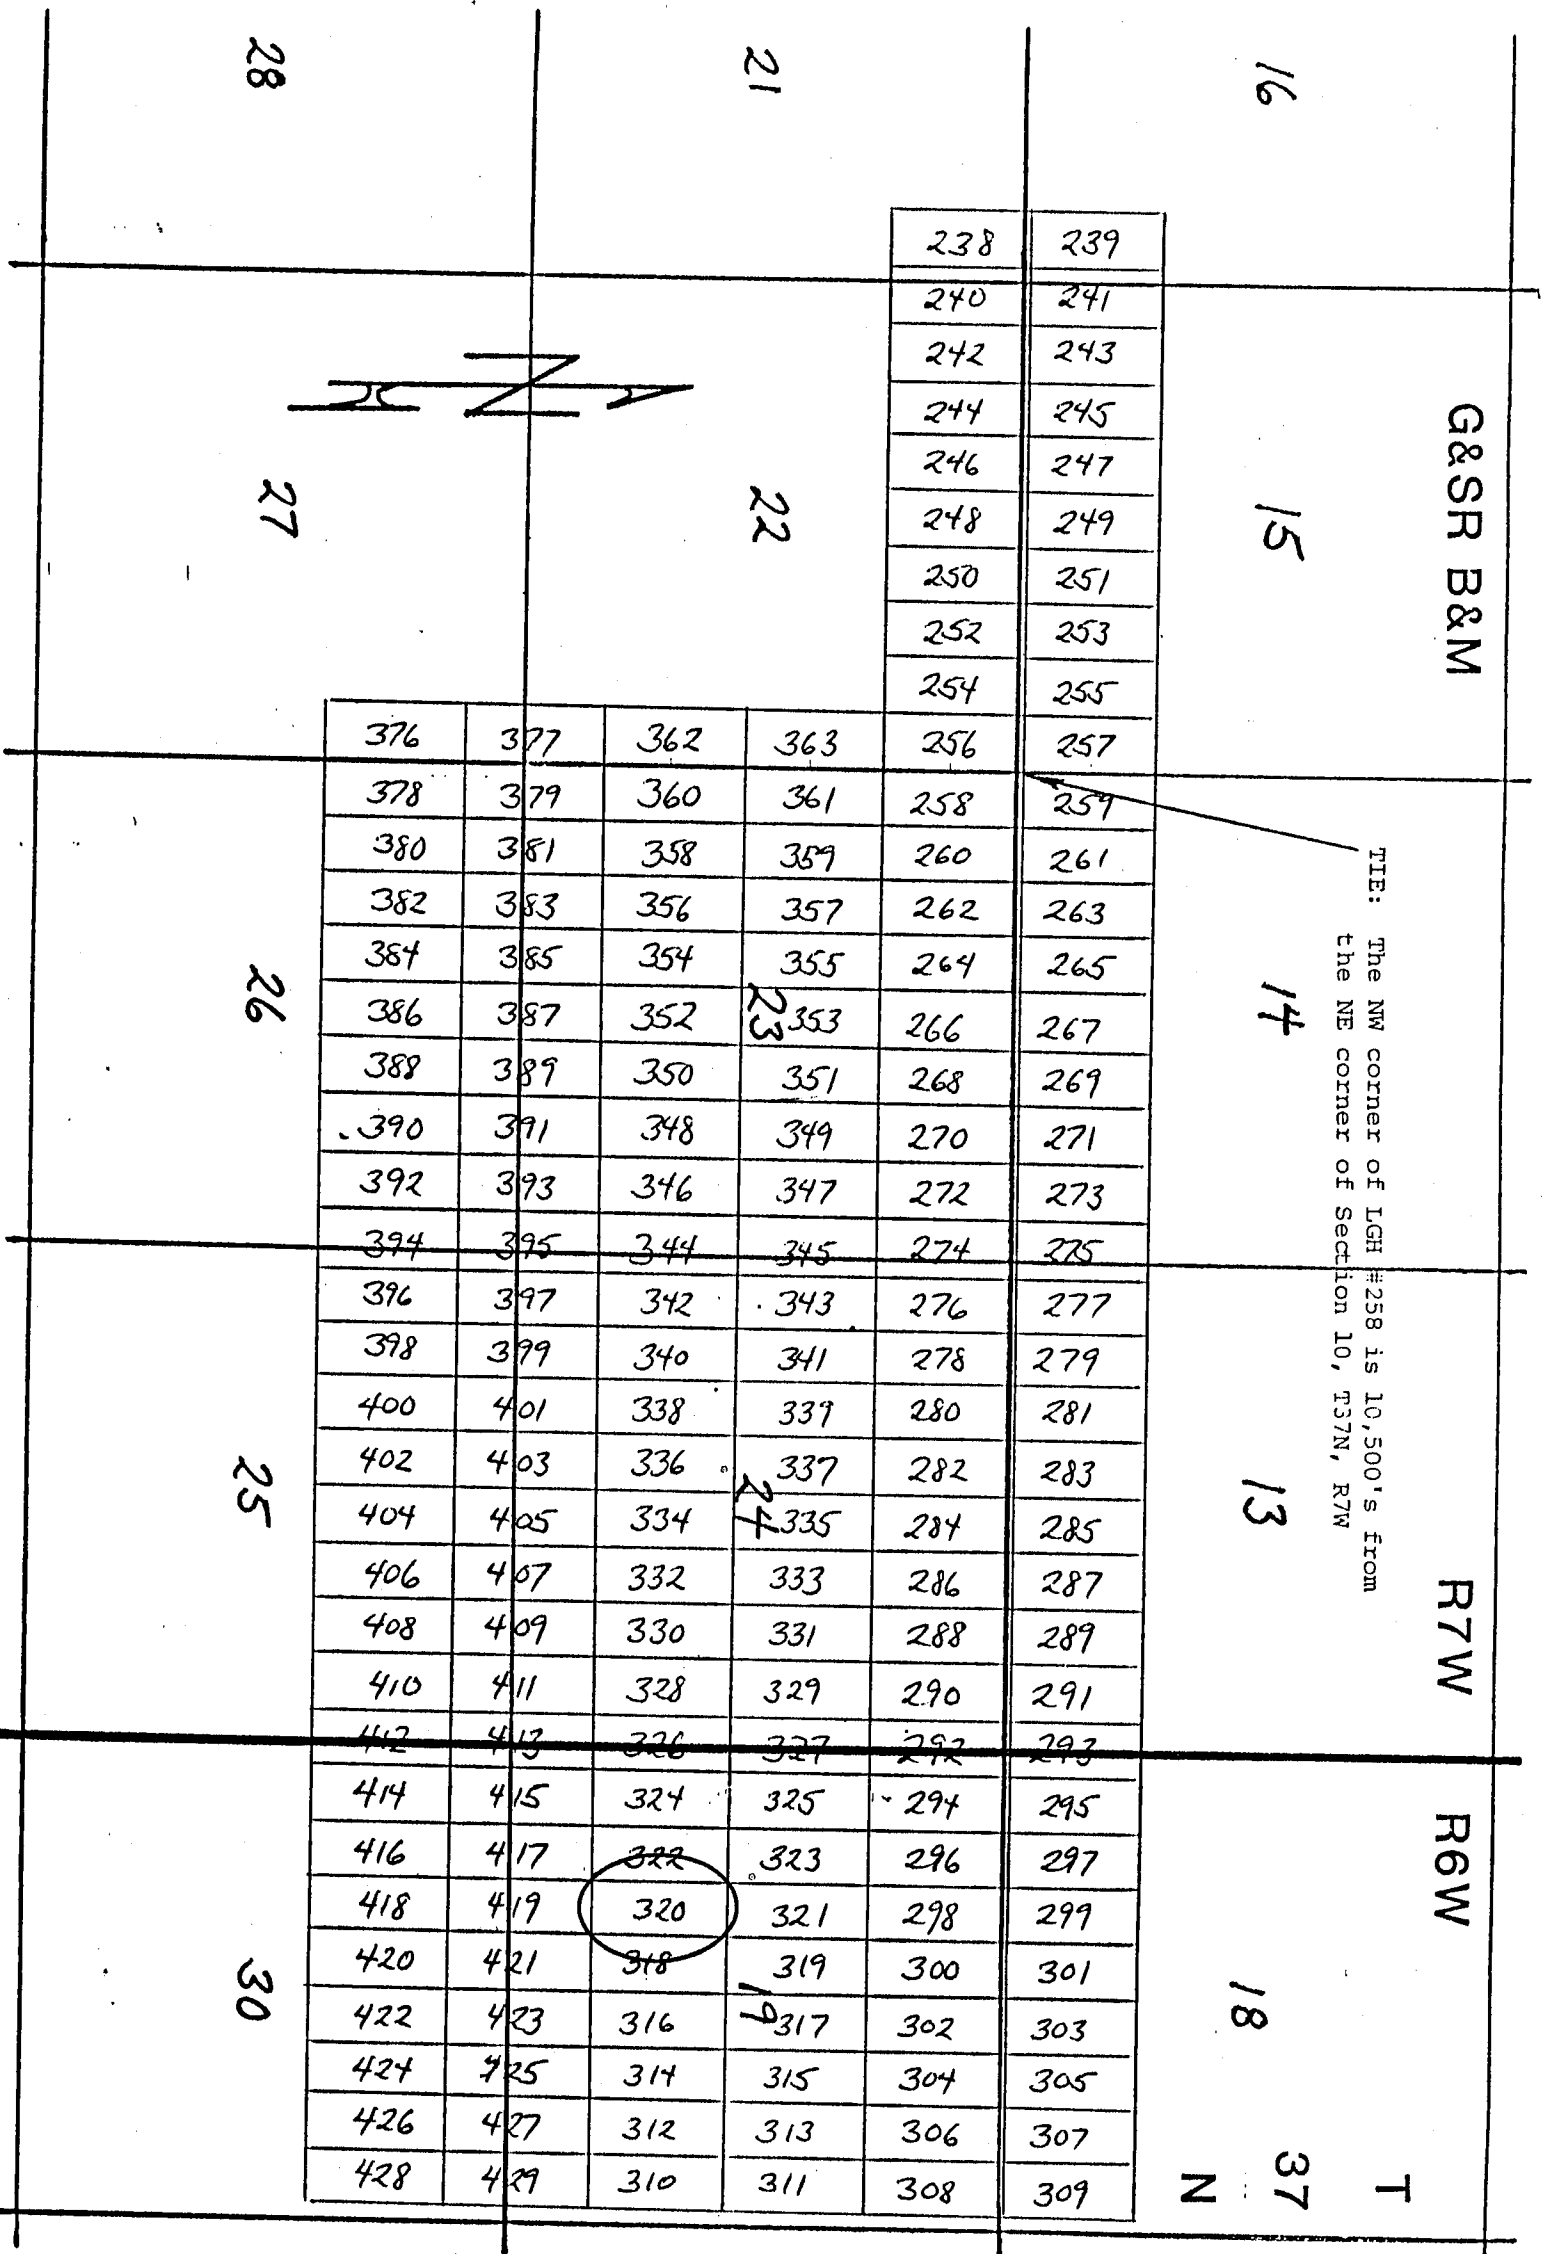 G&SR B&M
R7W
R6W
T
37
N
16
15
14
13
18
TIE: The NW corner of LGH #258 is 10,500's from
the NE corner of Section 10, T37N, R7W
21
22
23
24
19
28
27
26
25
30
238 239
240 241
242 243
244 245
246 247
248 249
250 251
252 253
254 255
376 377 362 363 256 257
378 379 360 361 258 259
380 381 358 359 260 261
382 383 356 357 262 263
384 385 354 355 264 265
386 387 352 353 266 267
388 389 350 351 268 269
390 391 348 349 270 271
392 393 346 347 272 273
394 395 344 345 274 275
396 397 342 343 276 277
398 399 340 341 278 279
400 401 338 339 280 281
402 403 336 337 282 283
404 405 334 335 284 285
406 407 332 333 286 287
408 409 330 331 288 289
410 411 328 329 290 291
412 413 326 327 292 293
414 415 324 325 294 295
416 417 322 323 296 297
418 419 320 321 298 299
420 421 318 319 300 301
422 423 316 317 302 303
424 425 314 315 304 305
426 427 312 313 306 307
428 429 310 311 308 309
N